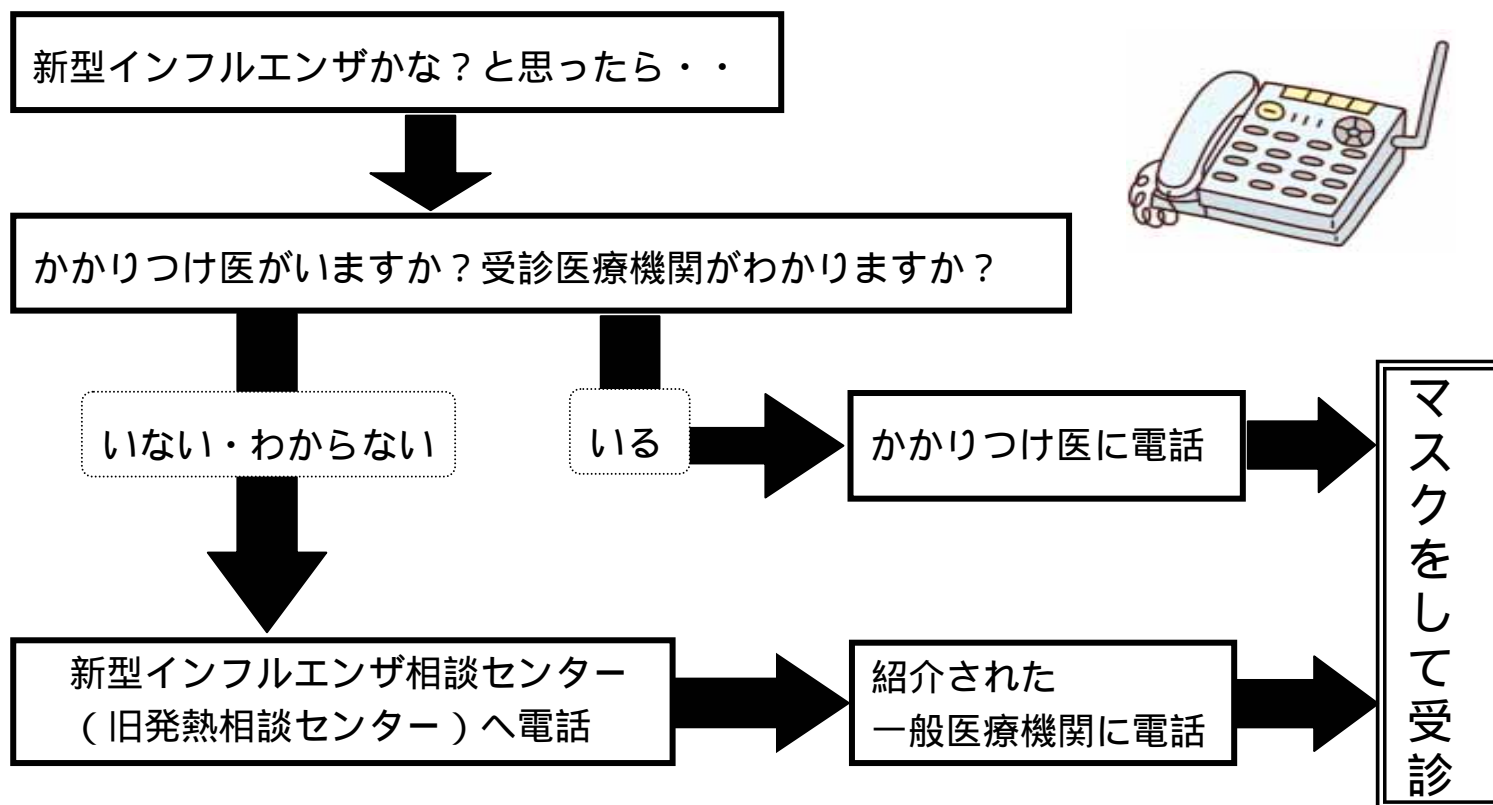 新型インフルエンザかな？と思ったら・・
かかりつけ医がいますか？受診医療機関がわかりますか？
いない・わからない
いる
かかりつけ医に電話
新型インフルエンザ相談センター
（旧発熱相談センター）へ電話
紹介された
一般医療機関に電話
マスクをして受診